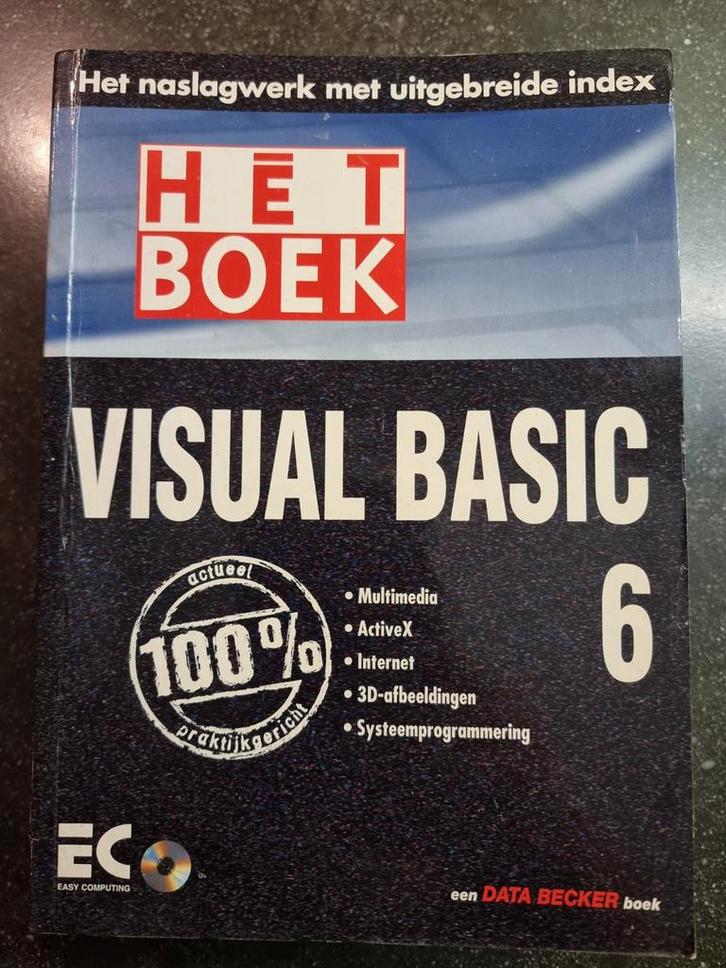 Het naslagwerk met uitgebreide index
HĒT
BOEK
VISUAL BASIC
6
actueel
100%
praktijkgericht
• Multimedia
• ActiveX
• Internet
• 3D-afbeeldingen
• Systeemprogrammering
EC
EASY COMPUTING
een DATA BECKER boek